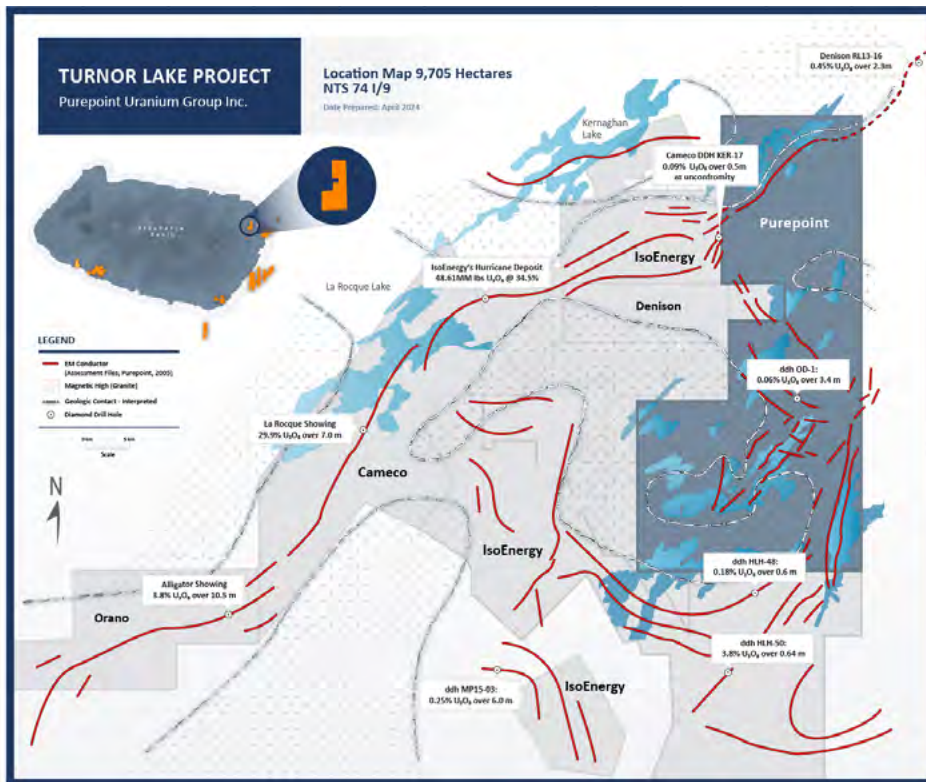 TURNOR LAKE PROJECT
Purepoint Uranium Group Inc.
Location Map 9,705 Hectares
NTS 74 I/9
Date Prepared: April 2024
Denison RL13-16
0.45% U₃O₈ over 2.3m
Kernaghan
Lake
Cameco DDH KER-17
0.09% U₃O₈ over 0.5m
at unconfromity
Purepoint
IsoEnergy
IsoEnergy's Hurricane Deposit
48.61MM lbs U₃O₈ @ 34.5%
Denison
La Rocque Lake
LEGEND
EM Conductor
(Assessment Files, Purepoint, 2005)
Magnetic High (Granite)
Geologic Contact - Interpreted
Diamond Drill Hole
Scale
N
ddh OD-1:
0.06% U₃O₈ over 3.4 m
La Rocque Showing
29.9% U₃O₈ over 7.0 m
Cameco
IsoEnergy
ddh HLH-48:
0.18% U₃O₈ over 0.6 m
Alligator Showing
3.8% U₃O₈ over 10.5 m
Orano
ddh HLH-50:
3.8% U₃O₈ over 0.64 m
ddh MP15-03:
0.25% U₃O₈ over 6.0 m
IsoEnergy